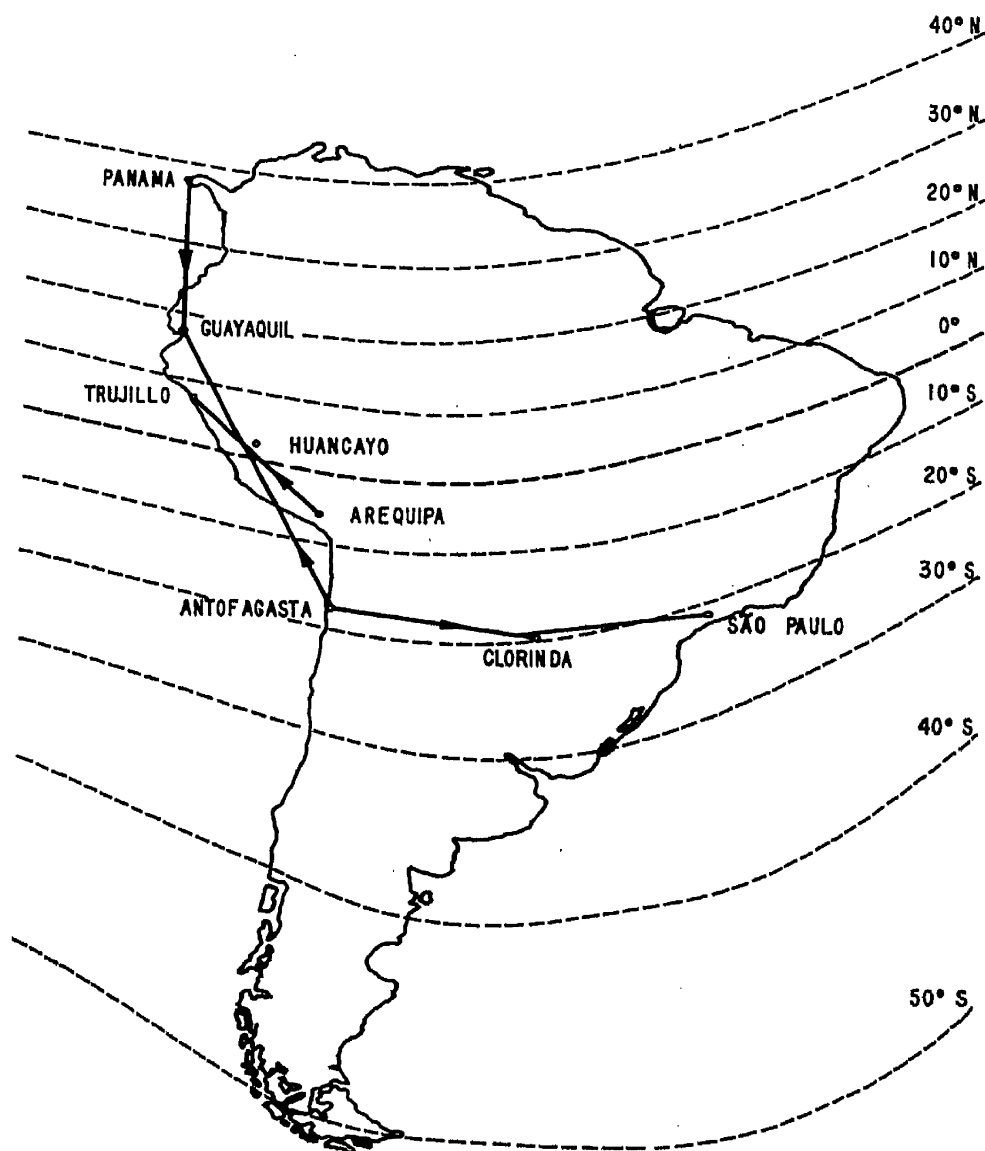 40° N
30° N
PANAMA
20° N
10° N
GUAYAQUIL
0°
TRUJILLO
10° S
HUANCAYO
20° S
AREQUIPA
30° S
ANTOFAGASTA
SÃO PAULO
CLORINDA
40° S
50° S